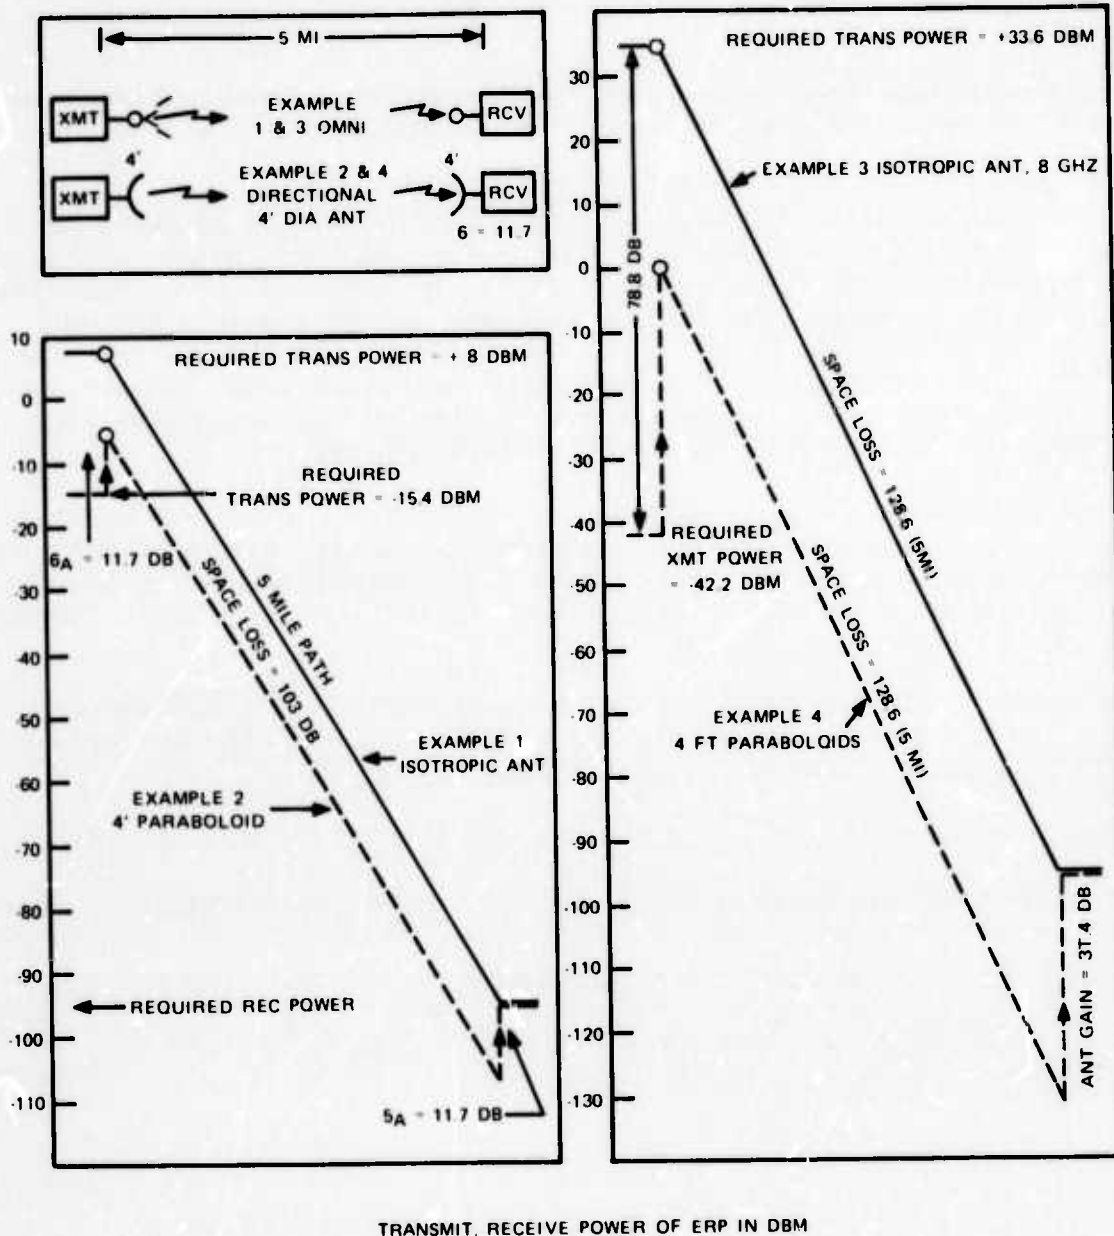 5 MI
XMT
EXAMPLE
1 & 3 OMNI
RCV
4'
4'
XMT
EXAMPLE 2 & 4
DIRECTIONAL
4' DIA ANT
RCV
6 = 11.7
10
0
-10
-20
-30
-40
-50
-60
-70
-80
-90
-100
-110
REQUIRED TRANS POWER = + 8 DBM
REQUIRED
TRANS POWER = -15.4 DBM
6A = 11.7 DB
5 MILE PATH
SPACE LOSS = 103 DB
EXAMPLE 1
ISOTROPIC ANT
EXAMPLE 2
4' PARABOLOID
REQUIRED REC POWER
5A = 11.7 DB
30
20
10
0
-10
-20
-30
-40
-50
-60
-70
-80
-90
-100
-110
-120
-130
REQUIRED TRANS POWER = +33.6 DBM
EXAMPLE 3 ISOTROPIC ANT, 8 GHZ
78.8 DB
SPACE LOSS = 128.6 (5MI)
REQUIRED
XMT POWER
= -42.2 DBM
SPACE LOSS = 128.6 (5 MI)
EXAMPLE 4
4 FT PARABOLOIDS
ANT GAIN = 3T.4 DB
TRANSMIT, RECEIVE POWER OF ERP IN DBM